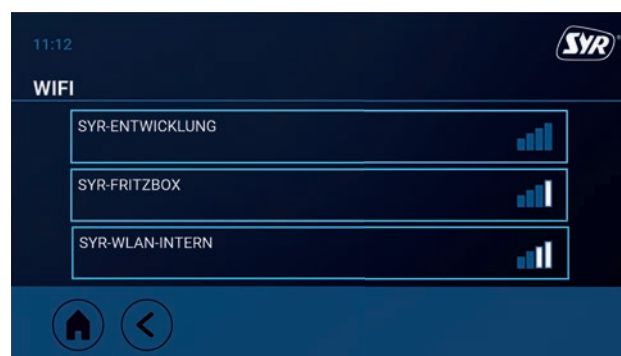 11:12
SYR
WIFI
SYR-ENTWICKLUNG
SYR-FRITZBOX
SYR-WLAN-INTERN